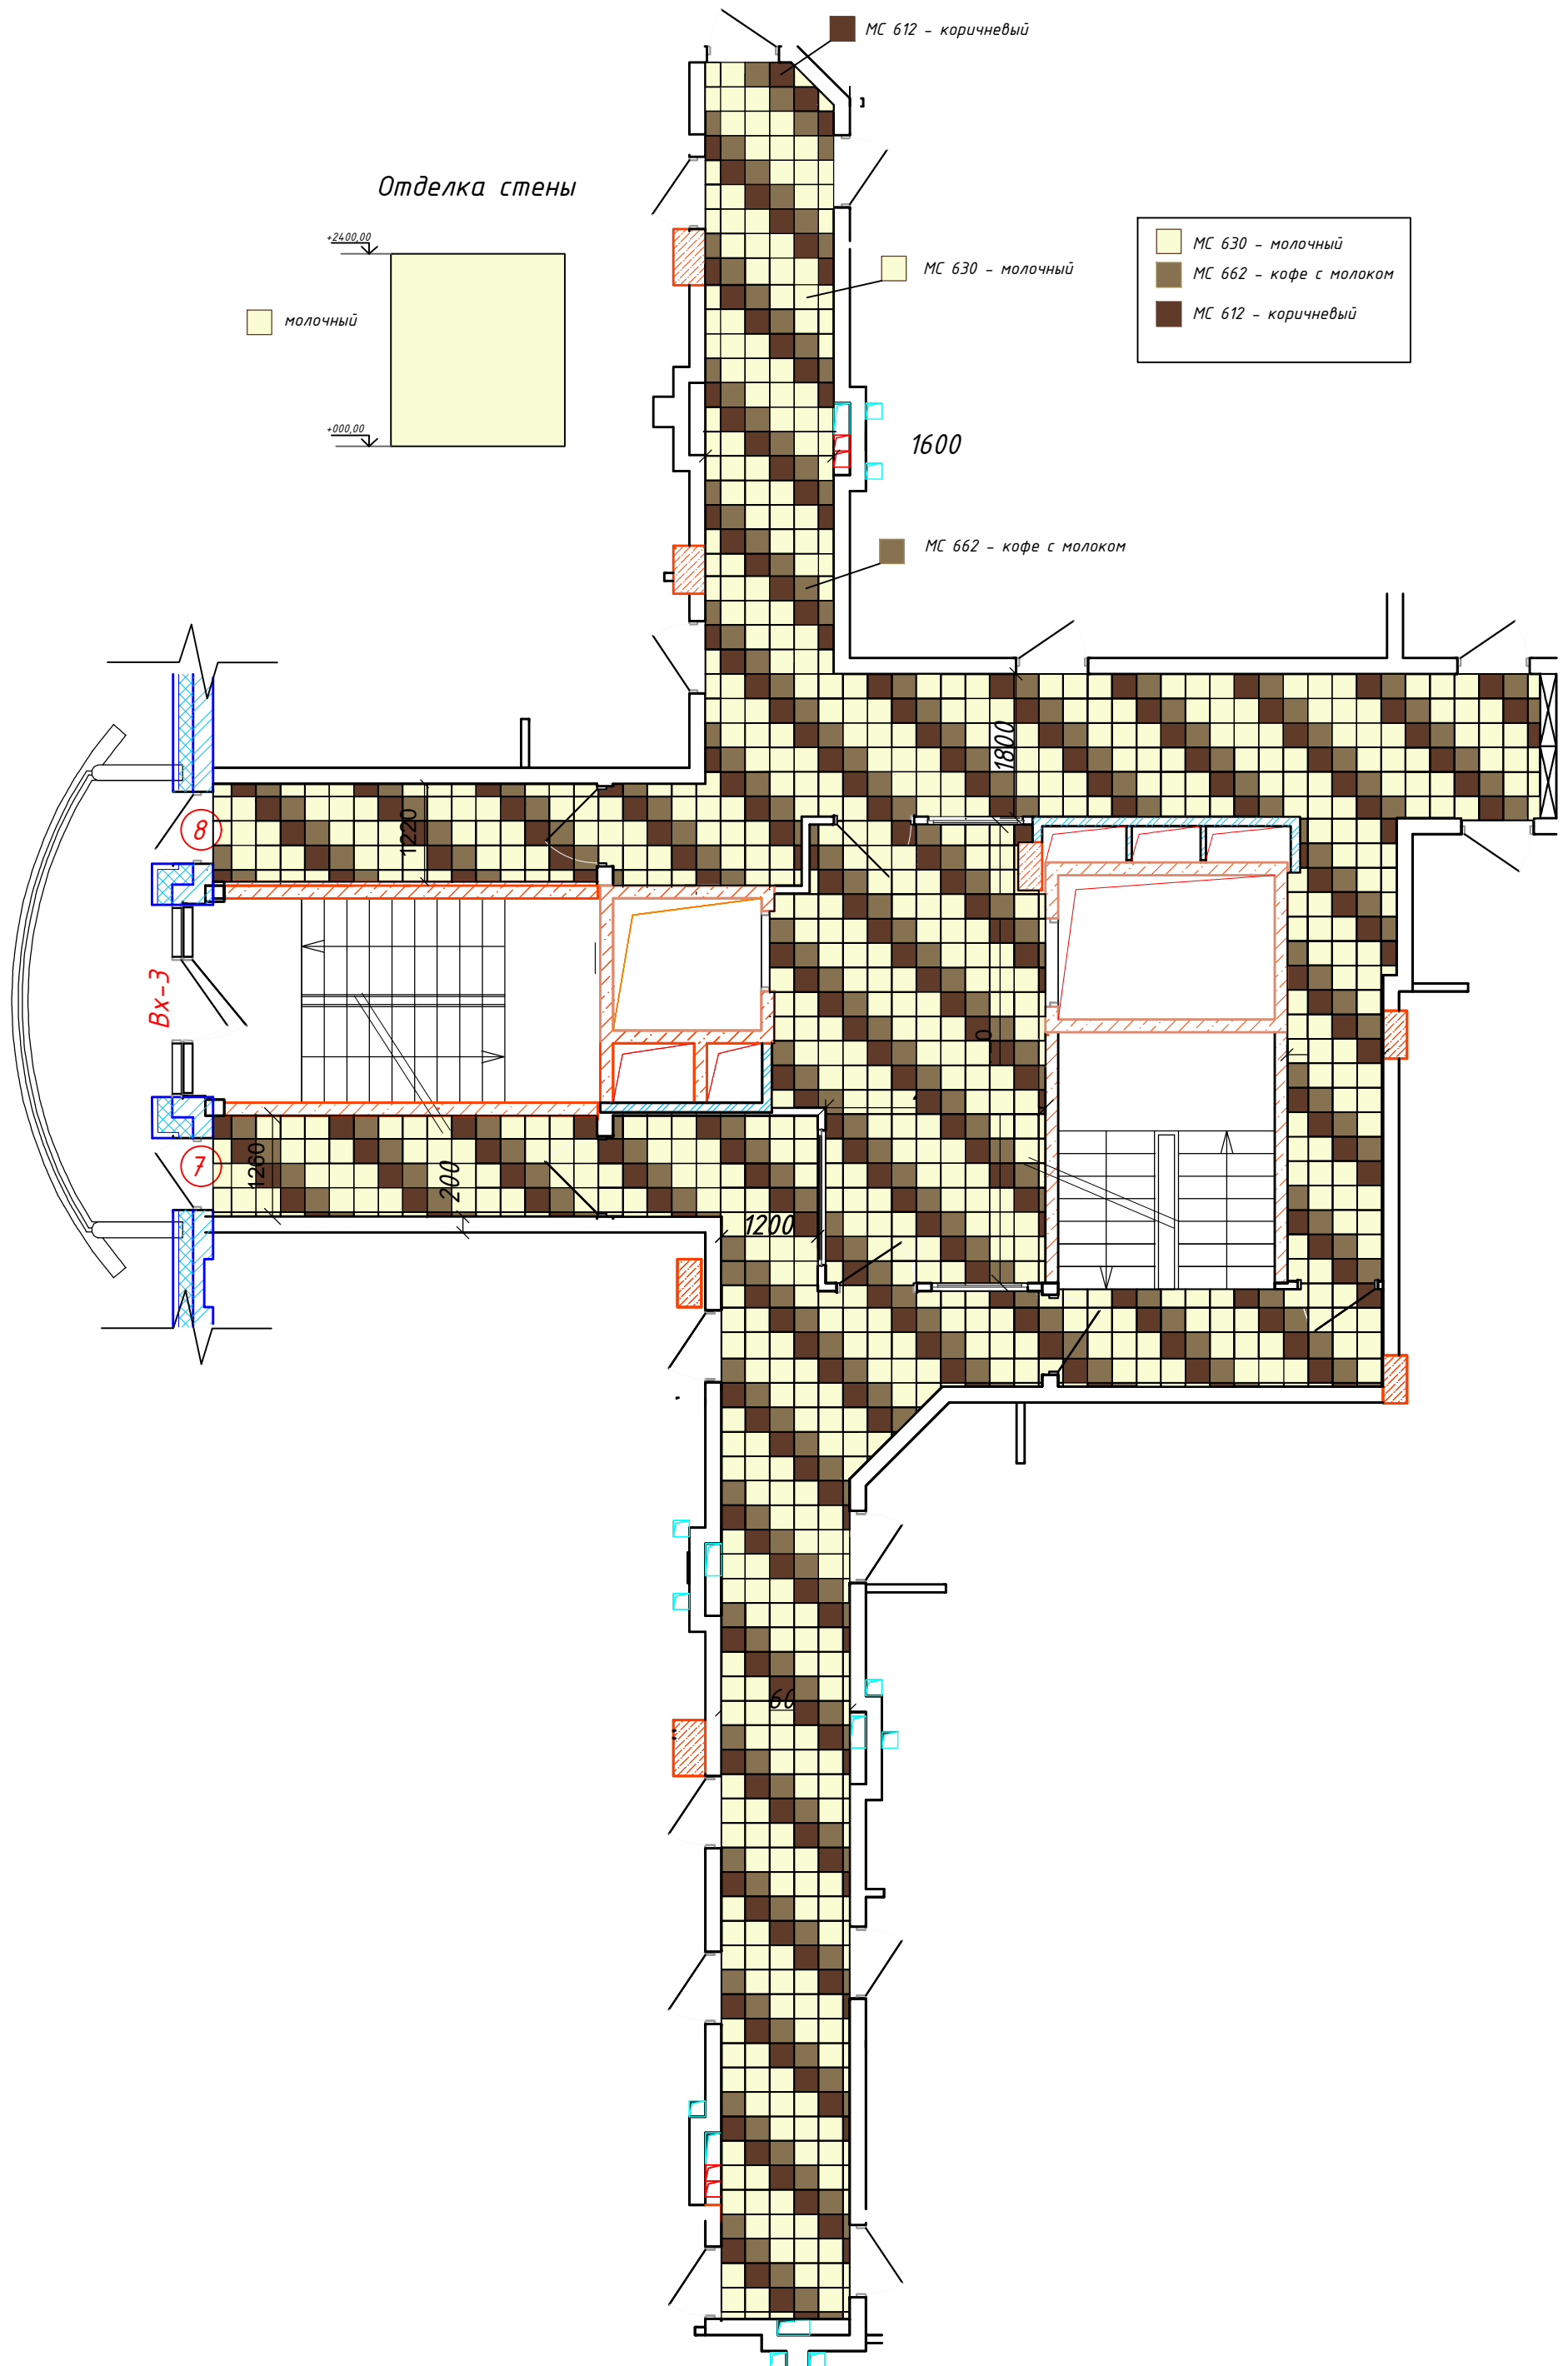 МС 612 - коричневый
Отделка стены
+2400,00
молочный
+000,00
МС 630 - молочный
МС 630 - молочный
МС 662 - кофе с молоком
МС 612 - коричневый
1600
МС 662 - кофе с молоком
1800
1220
8
Вх-3
7
1260
200
1200
60